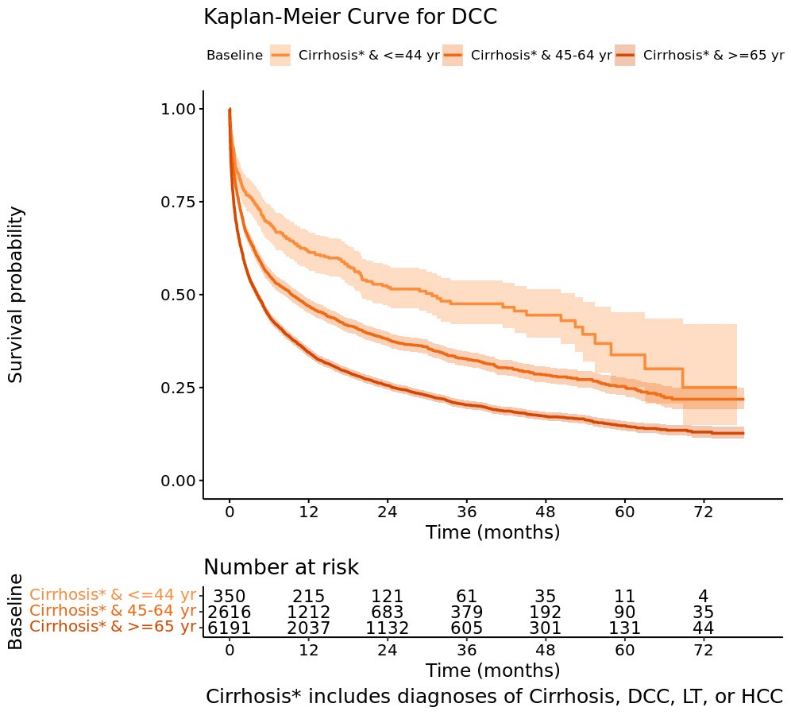 Kaplan-Meier Curve for DCC
Baseline Cirrhosis* & <=44 yr Cirrhosis* & 45-64 yr Cirrhosis* & >=65 yr
Survival probability
1.00
0.75
0.50
0.25
0.00
0 12 24 36 48 60 72
Time (months)
Number at risk
Baseline
Cirrhosis* & <=44 yr 350 215 121 61 35 11 4
Cirrhosis* & 45-64 yr 2616 1212 683 379 192 90 35
Cirrhosis* & >=65 yr 6191 2037 1132 605 301 131 44
0 12 24 36 48 60 72
Time (months)
Cirrhosis* includes diagnoses of Cirrhosis, DCC, LT, or HCC